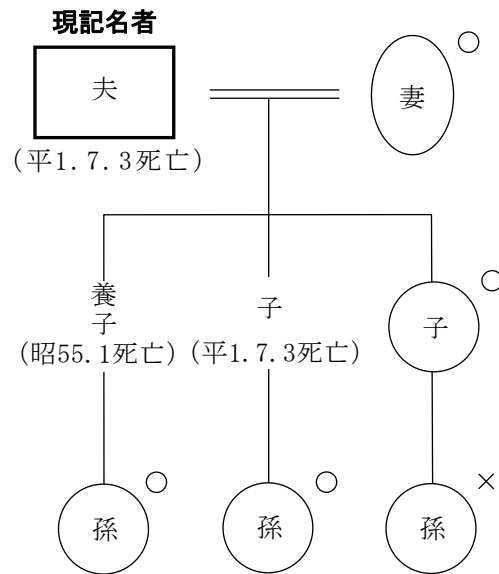 現記名者
夫
妻
○
(平1.7.3死亡)
養子
子
子
○
(昭55.1死亡)
(平1.7.3死亡)
孫
○
孫
○
孫
×